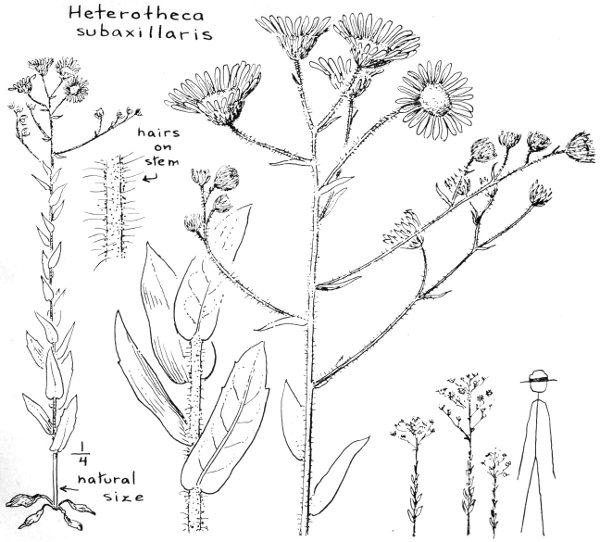 Heterotheca
subaxillaris
hairs
on
stem
1/4
natural
size